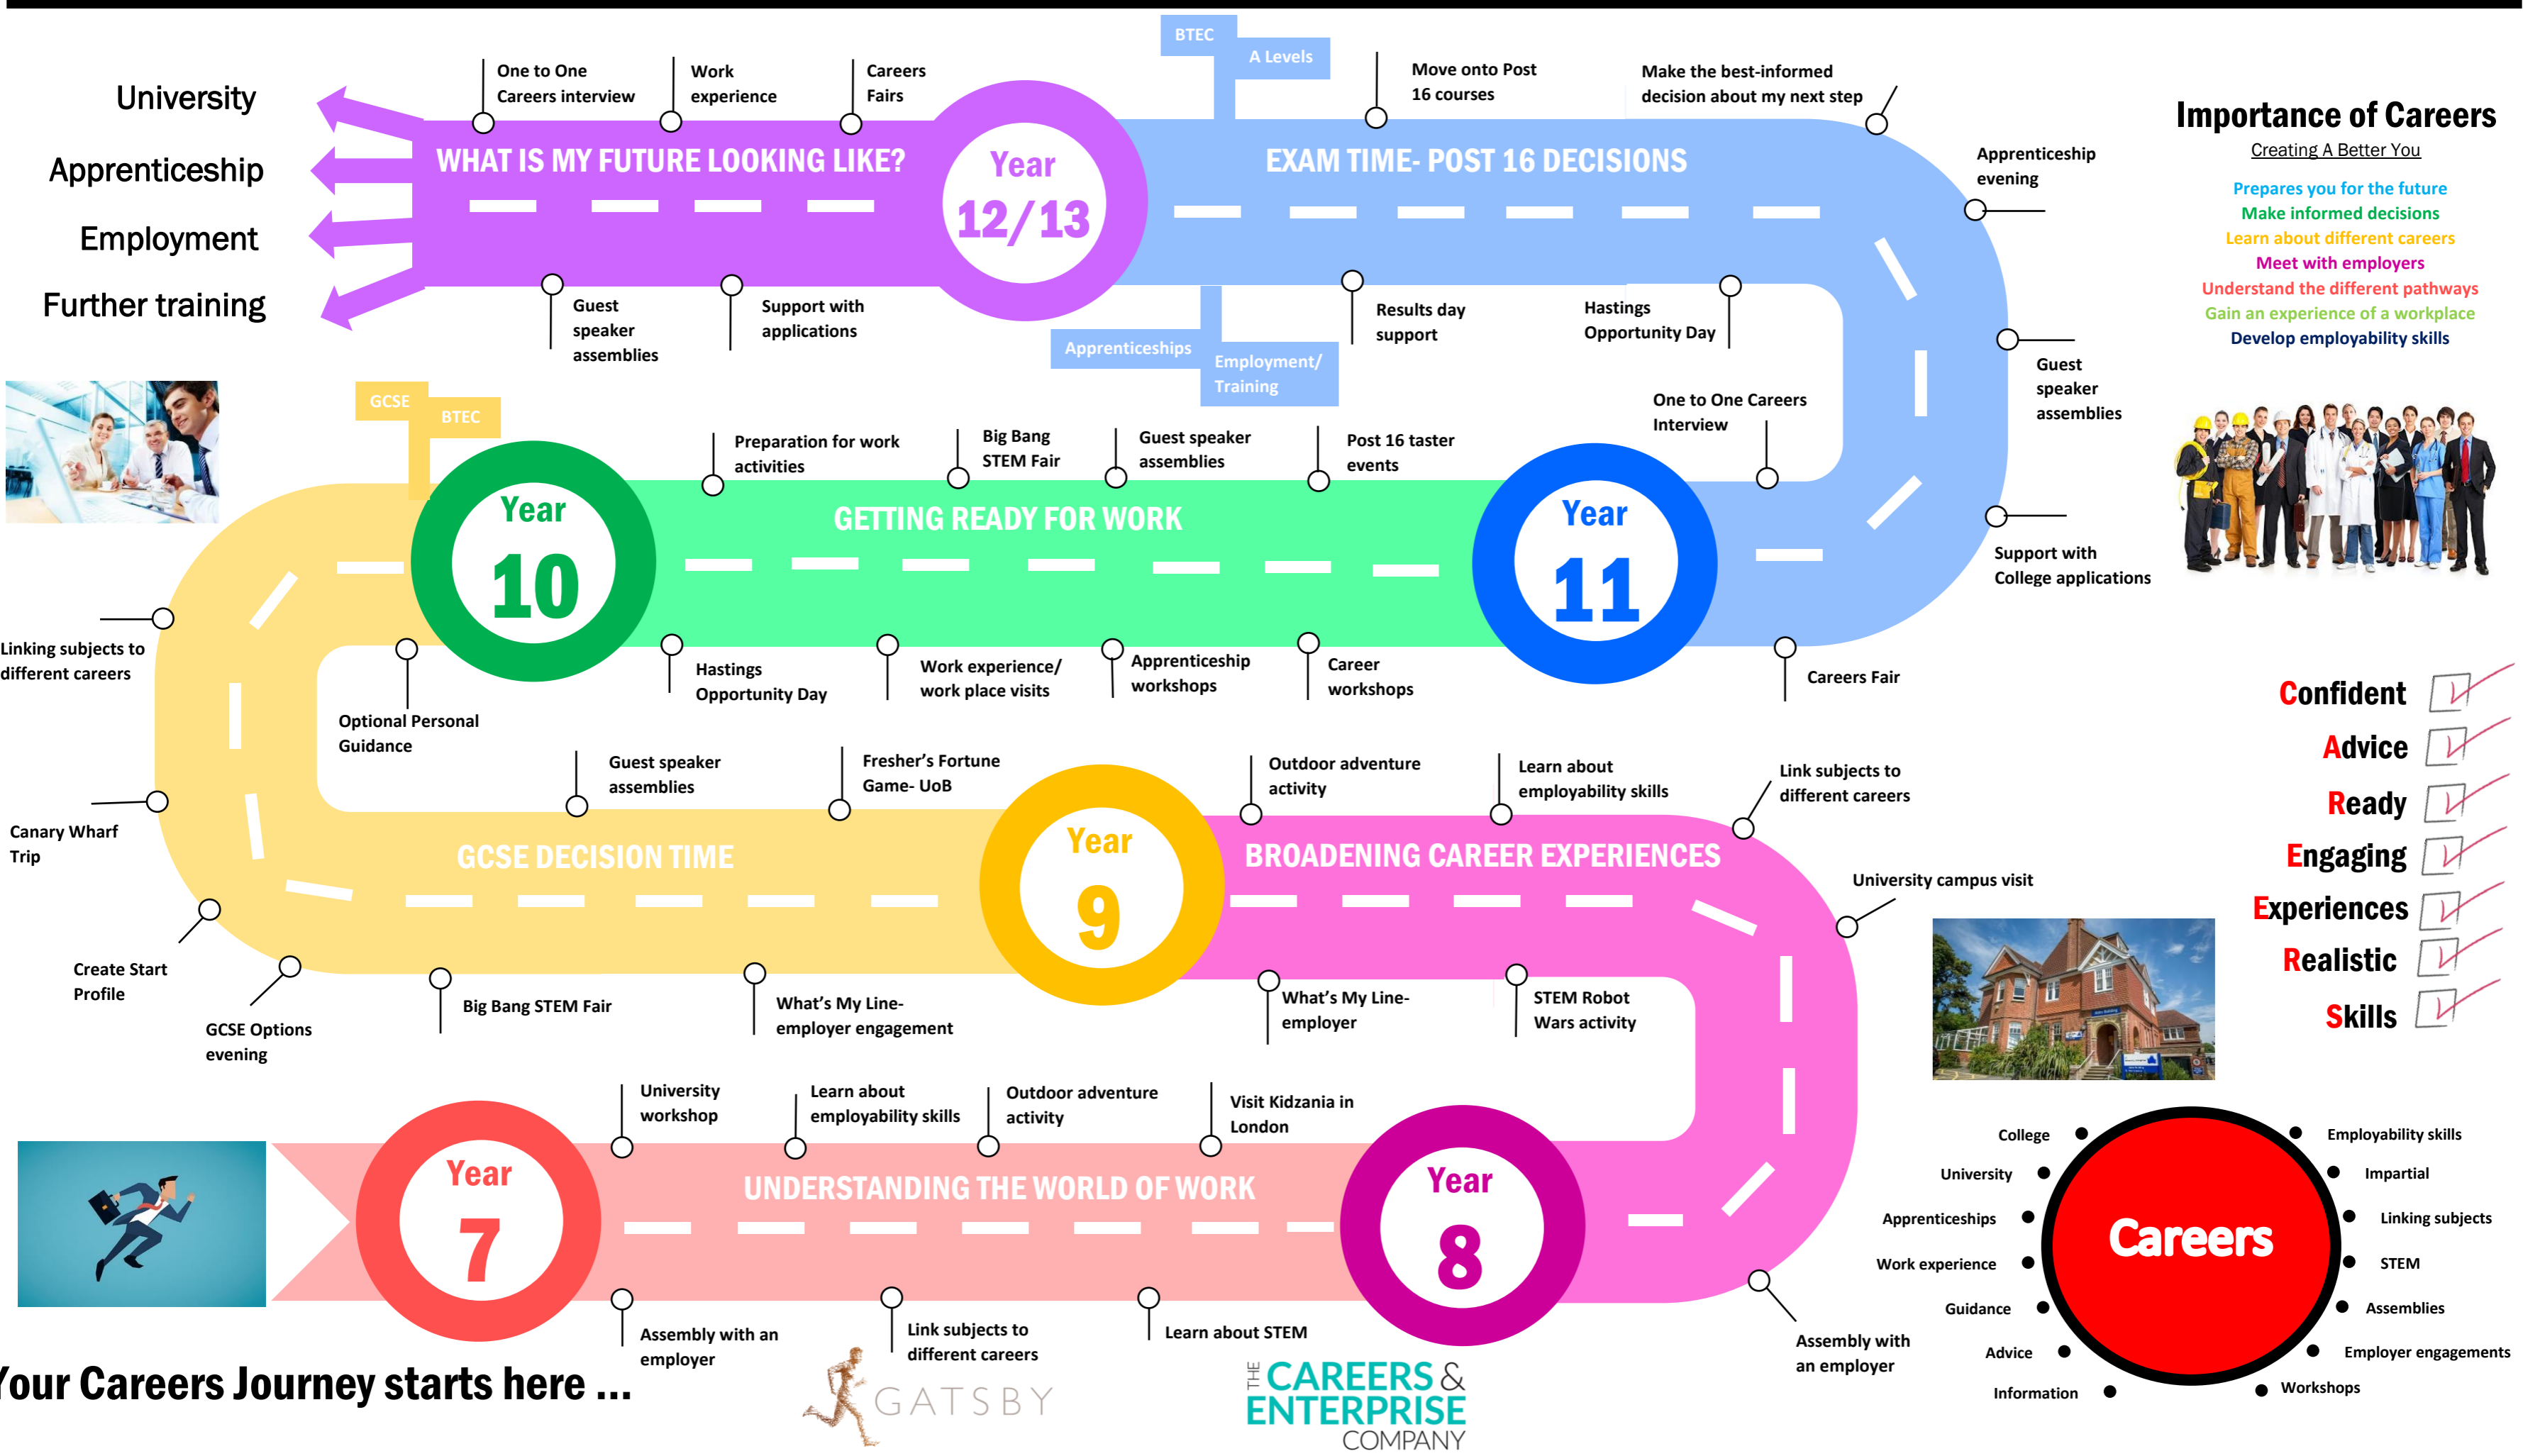 BTEC
A Levels
University
Apprenticeship
Employment
Further training
One to One
Careers interview
Work
experience
Careers
Fairs
WHAT IS MY FUTURE LOOKING LIKE?
Guest
speaker
assemblies
Support with
applications
Year
12/13
Move onto Post
16 courses
Make the best-informed
decision about my next step
EXAM TIME- POST 16 DECISIONS
Apprenticeship
evening
Apprenticeships
Employment/
Training
Results day
support
Hastings
Opportunity Day
Guest
speaker
assemblies
Support with
College applications
One to One Careers
Interview
Careers Fair
Importance of Careers
Creating A Better You
Prepares you for the future
Make informed decisions
Learn about different careers
Meet with employers
Understand the different pathways
Gain an experience of a workplace
Develop employability skills
GCSE
BTEC
Year
10
Preparation for work
activities
Big Bang
STEM Fair
Guest speaker
assemblies
Post 16 taster
events
GETTING READY FOR WORK
Hastings
Opportunity Day
Work experience/
work place visits
Apprenticeship
workshops
Career
workshops
Year
11
Linking subjects to
different careers
Optional Personal
Guidance
Canary Wharf
Trip
Guest speaker
assemblies
Fresher's Fortune
Game- UoB
GCSE DECISION TIME
Create Start
Profile
GCSE Options
evening
Big Bang STEM Fair
What's My Line-
employer engagement
Year
9
Outdoor adventure
activity
Learn about
employability skills
Link subjects to
different careers
BROADENING CAREER EXPERIENCES
University campus visit
What's My Line-
employer
STEM Robot
Wars activity
Confident
Advice
Ready
Engaging
Experiences
Realistic
Skills
Year
7
University
workshop
Learn about
employability skills
Outdoor adventure
activity
Visit Kidzania in
London
UNDERSTANDING THE WORLD OF WORK
Assembly with an
employer
Link subjects to
different careers
Learn about STEM
Year
8
Assembly with
an employer
College
University
Apprenticeships
Work experience
Guidance
Advice
Information
Careers
Employability skills
Impartial
Linking subjects
STEM
Assemblies
Employer engagements
Workshops
Your Careers Journey starts here ...
GATSBY
THE CAREERS &
ENTERPRISE
COMPANY